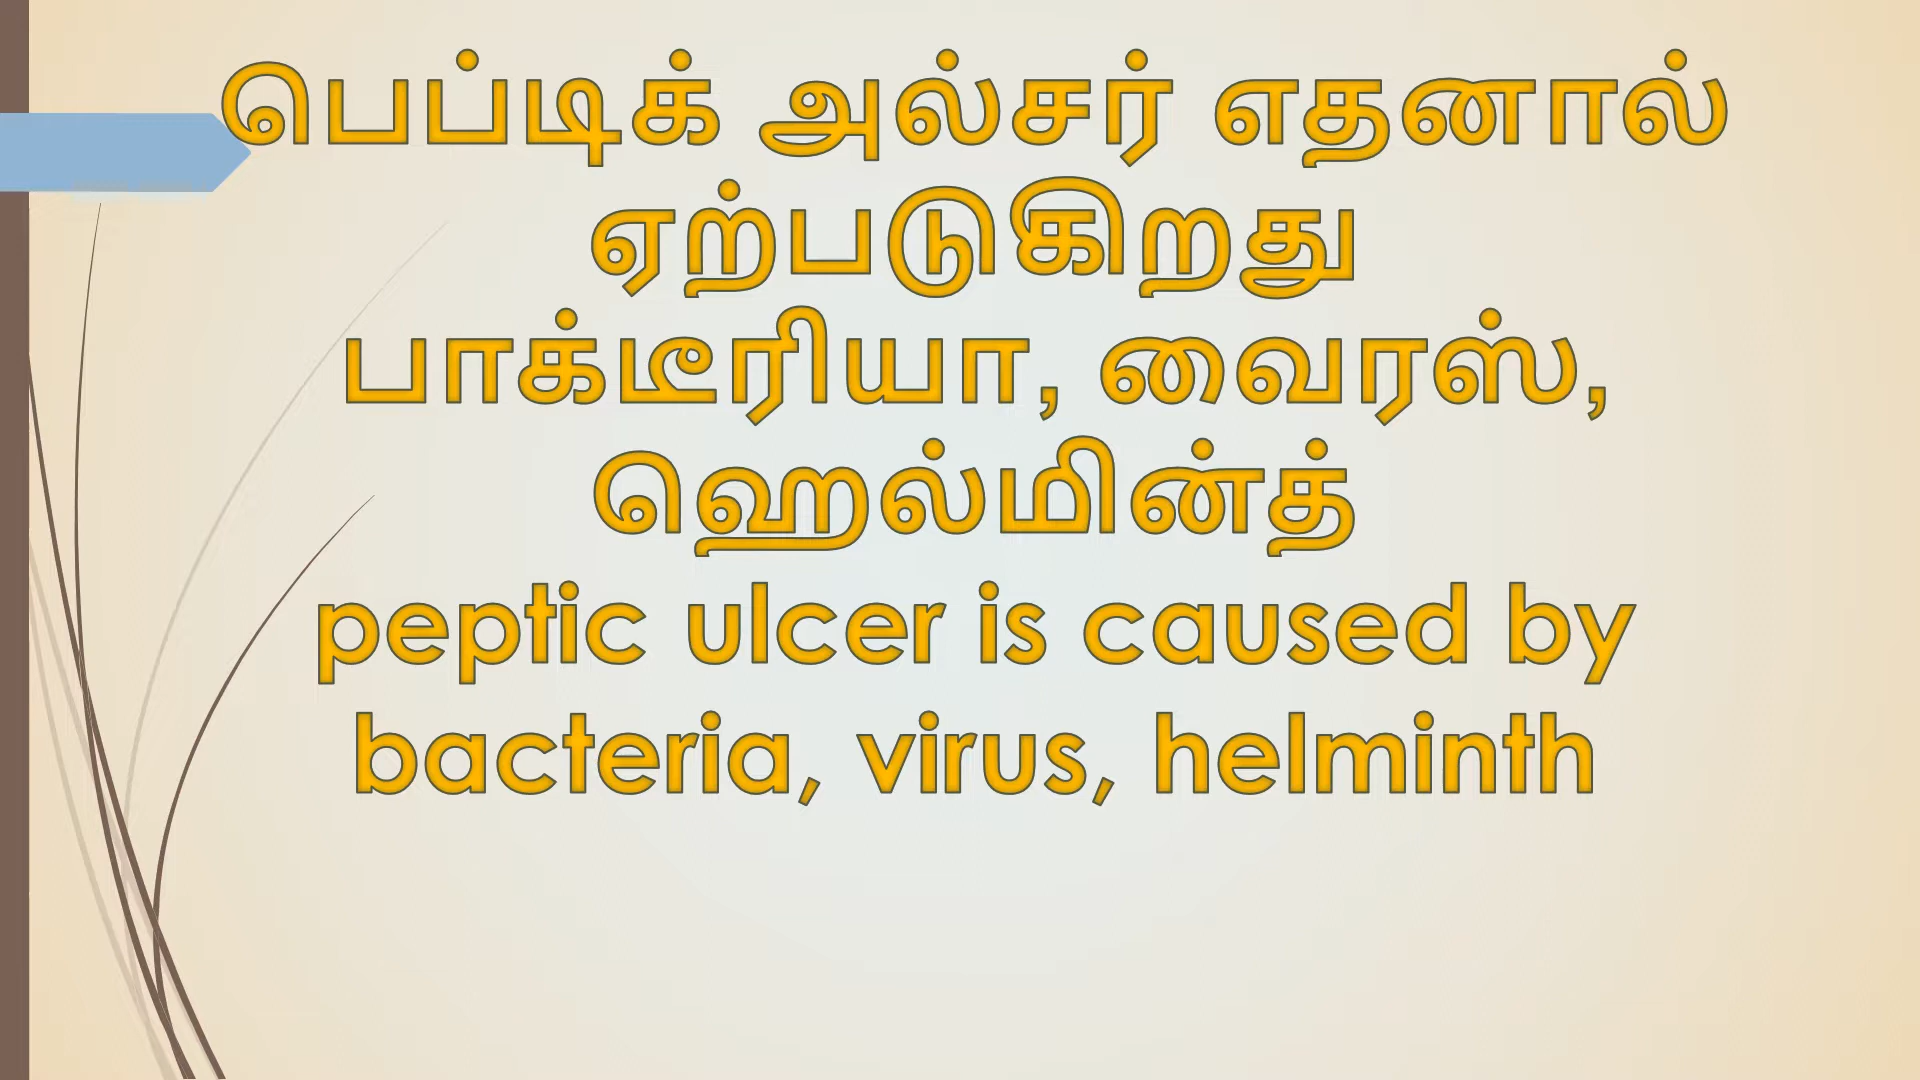 பெப்டிக் அல்சர் எதனால்
ஏற்படுகிறது
பாக்டீரியா, வைரஸ்,
ஹெல்மின்த்
peptic ulcer is caused by
bacteria, virus, helminth